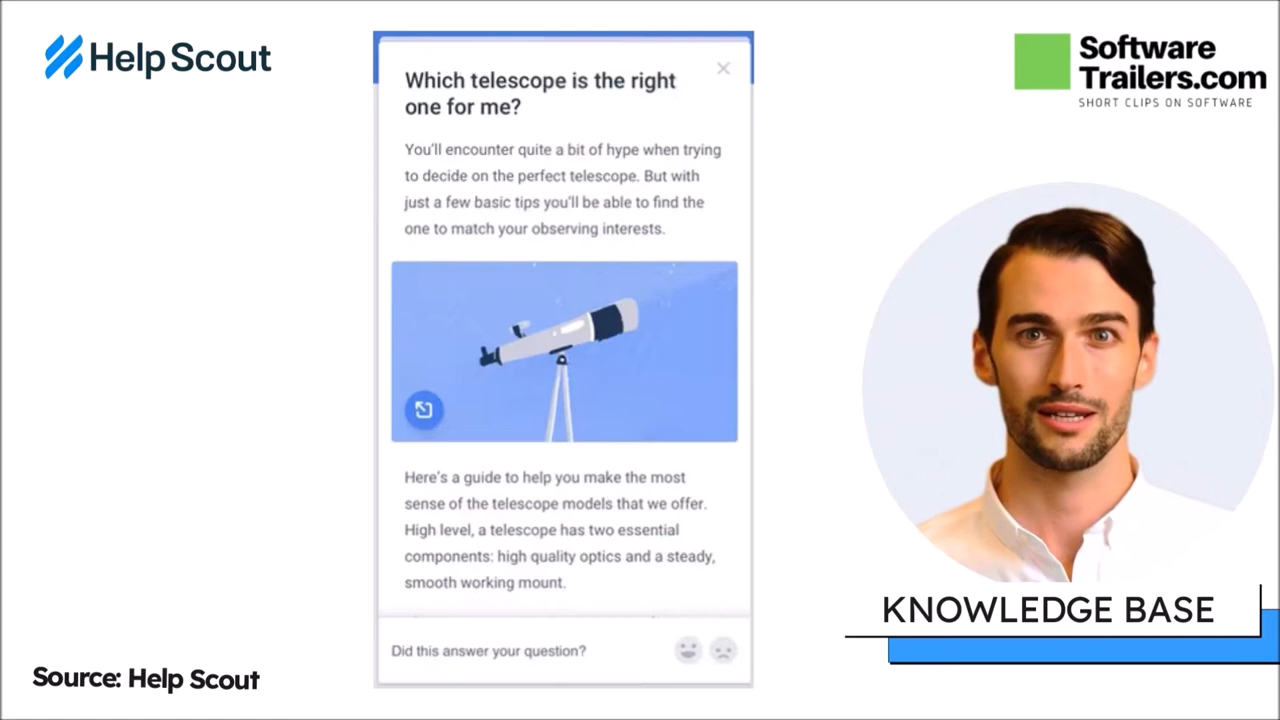 Help Scout
Software
Trailers.com
SHORT CLIPS ON SOFTWARE
Which telescope is the right
one for me?
You'll encounter quite a bit of hype when trying
to decide on the perfect telescope. But with
just a few basic tips you'll be able to find the
one to match your observing interests.
Here's a guide to help you make the most
sense of the telescope models that we offer.
High level, a telescope has two essential
components: high quality optics and a steady,
smooth working mount.
Did this answer your question?
KNOWLEDGE BASE
Source: Help Scout